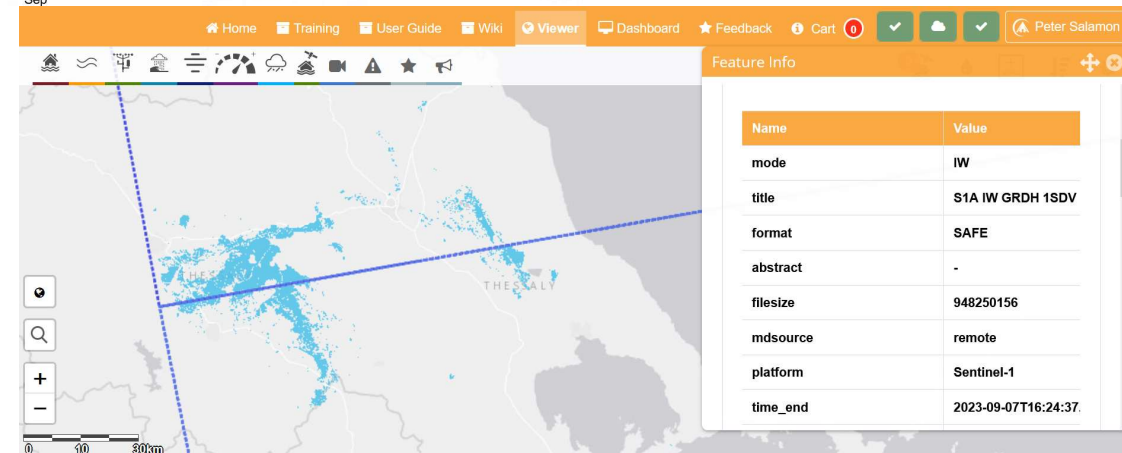 Sep
Home Training User Guide Wiki Viewer Dashboard Feedback Cart 0 Peter Salamon
Feature Info
Name Value
mode IW
title S1A IW GRDH 1SDV
format SAFE
abstract -
filesize 948250156
mdsource remote
platform Sentinel-1
time_end 2023-09-07T16:24:37.
THESSALY
+
−
0 10 30km